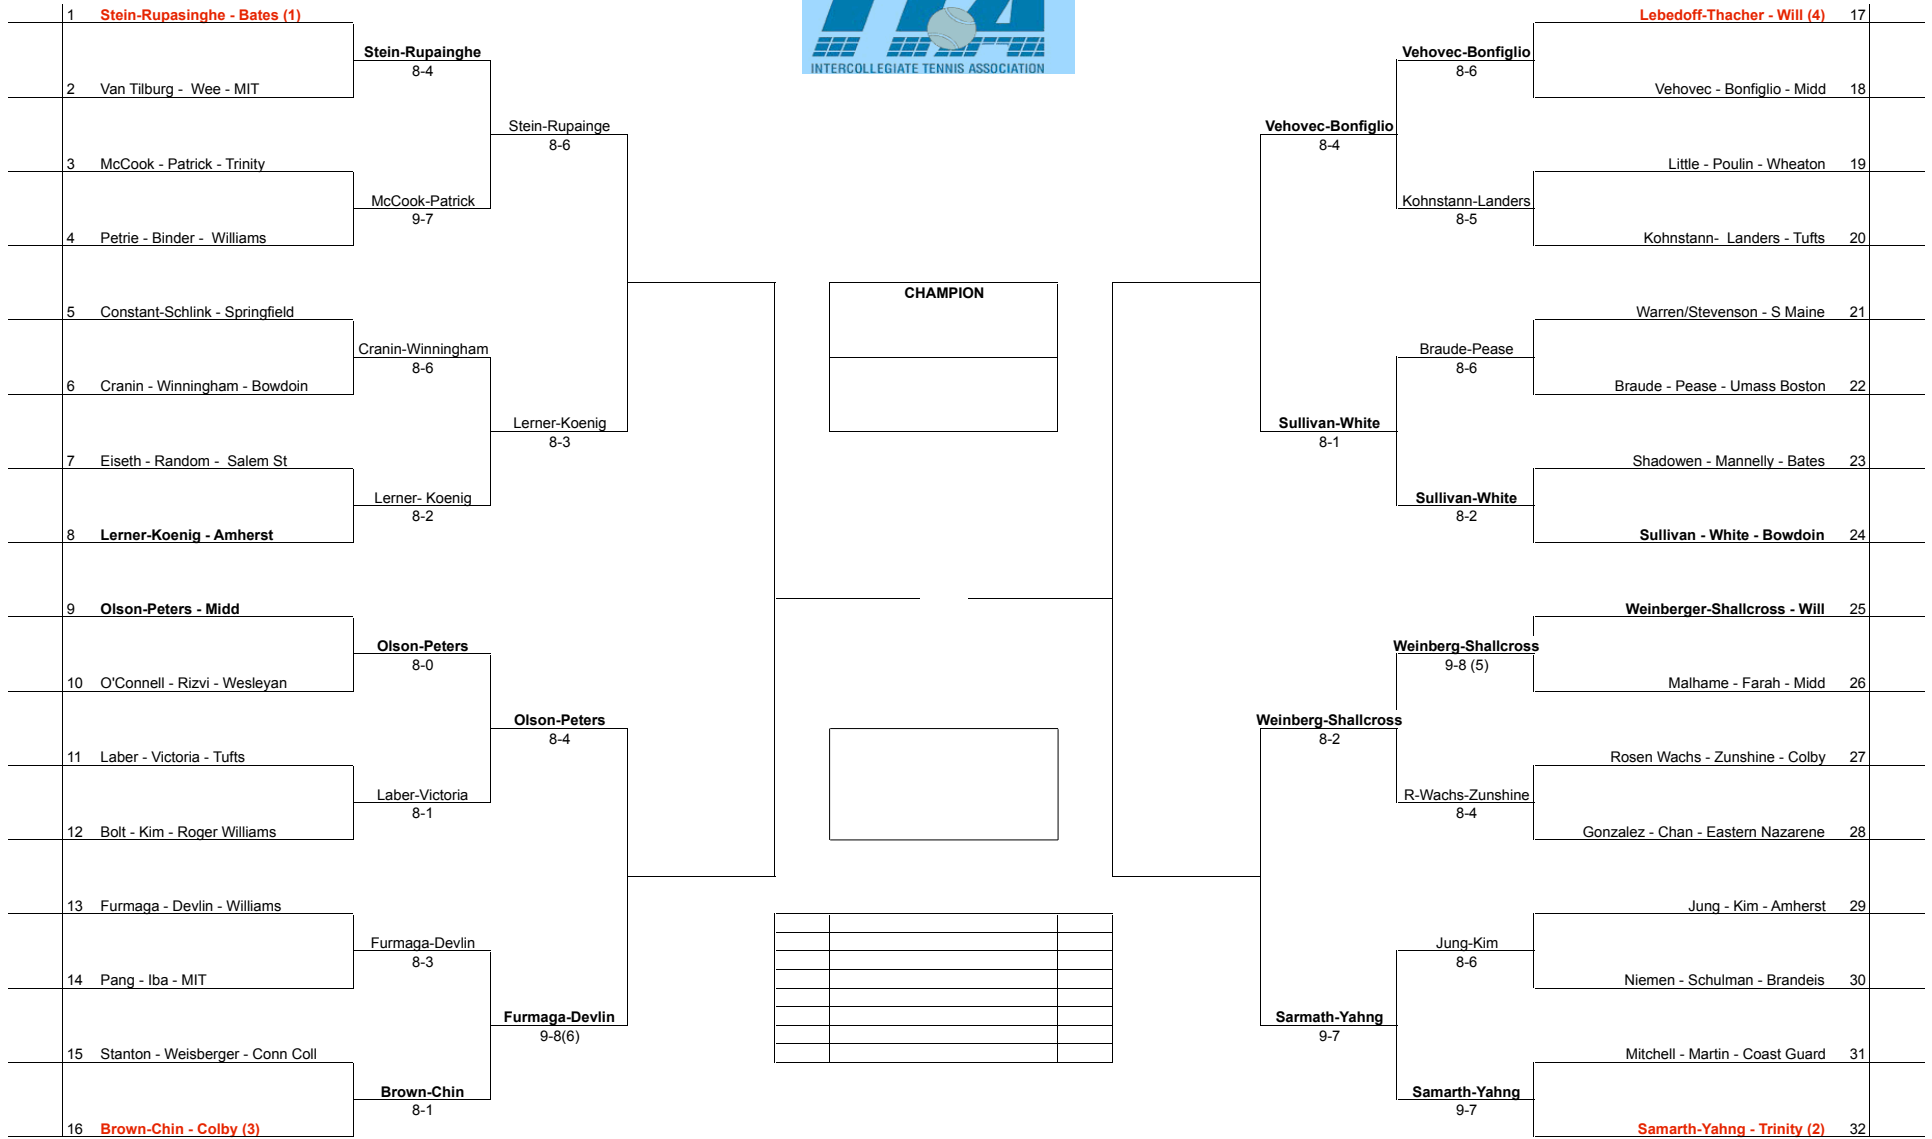 1 Stein-Rupasinghe - Bates (1)
2 Van Tilburg - Wee - MIT
3 McCook - Patrick - Trinity
4 Petrie - Binder - Williams
5 Constant-Schlink - Springfield
6 Cranin - Winningham - Bowdoin
7 Eiseth - Random - Salem St
8 Lerner-Koenig - Amherst
9 Olson-Peters - Midd
10 O'Connell - Rizvi - Wesleyan
11 Laber - Victoria - Tufts
12 Bolt - Kim - Roger Williams
13 Furmaga - Devlin - Williams
14 Pang - Iba - MIT
15 Stanton - Weisberger - Conn Coll
16 Brown-Chin - Colby (3)
Stein-Rupainghe
8-4
McCook-Patrick
9-7
Cranin-Winningham
8-6
Lerner- Koenig
8-2
Olson-Peters
8-0
Laber-Victoria
8-1
Furmaga-Devlin
8-3
Brown-Chin
8-1
Stein-Rupainge
8-6
Lerner-Koenig
8-3
Olson-Peters
8-4
Furmaga-Devlin
9-8(6)
ITA
INTERCOLLEGIATE TENNIS ASSOCIATION
CHAMPION
Vehovec-Bonfiglio
8-4
Sullivan-White
8-1
Weinberg-Shallcross
8-2
Sarmath-Yahng
9-7
Vehovec-Bonfiglio
8-6
Kohnstann-Landers
8-5
Braude-Pease
8-6
Sullivan-White
8-2
Weinberg-Shallcross
9-8 (5)
R-Wachs-Zunshine
8-4
Jung-Kim
8-6
Samarth-Yahng
9-7
Lebedoff-Thacher - Will (4) 17
Vehovec - Bonfiglio - Midd 18
Little - Poulin - Wheaton 19
Kohnstann- Landers - Tufts 20
Warren/Stevenson - S Maine 21
Braude - Pease - Umass Boston 22
Shadowen - Mannelly - Bates 23
Sullivan - White - Bowdoin 24
Weinberger-Shallcross - Will 25
Malhame - Farah - Midd 26
Rosen Wachs - Zunshine - Colby 27
Gonzalez - Chan - Eastern Nazarene 28
Jung - Kim - Amherst 29
Niemen - Schulman - Brandeis 30
Mitchell - Martin - Coast Guard 31
Samarth-Yahng - Trinity (2) 32